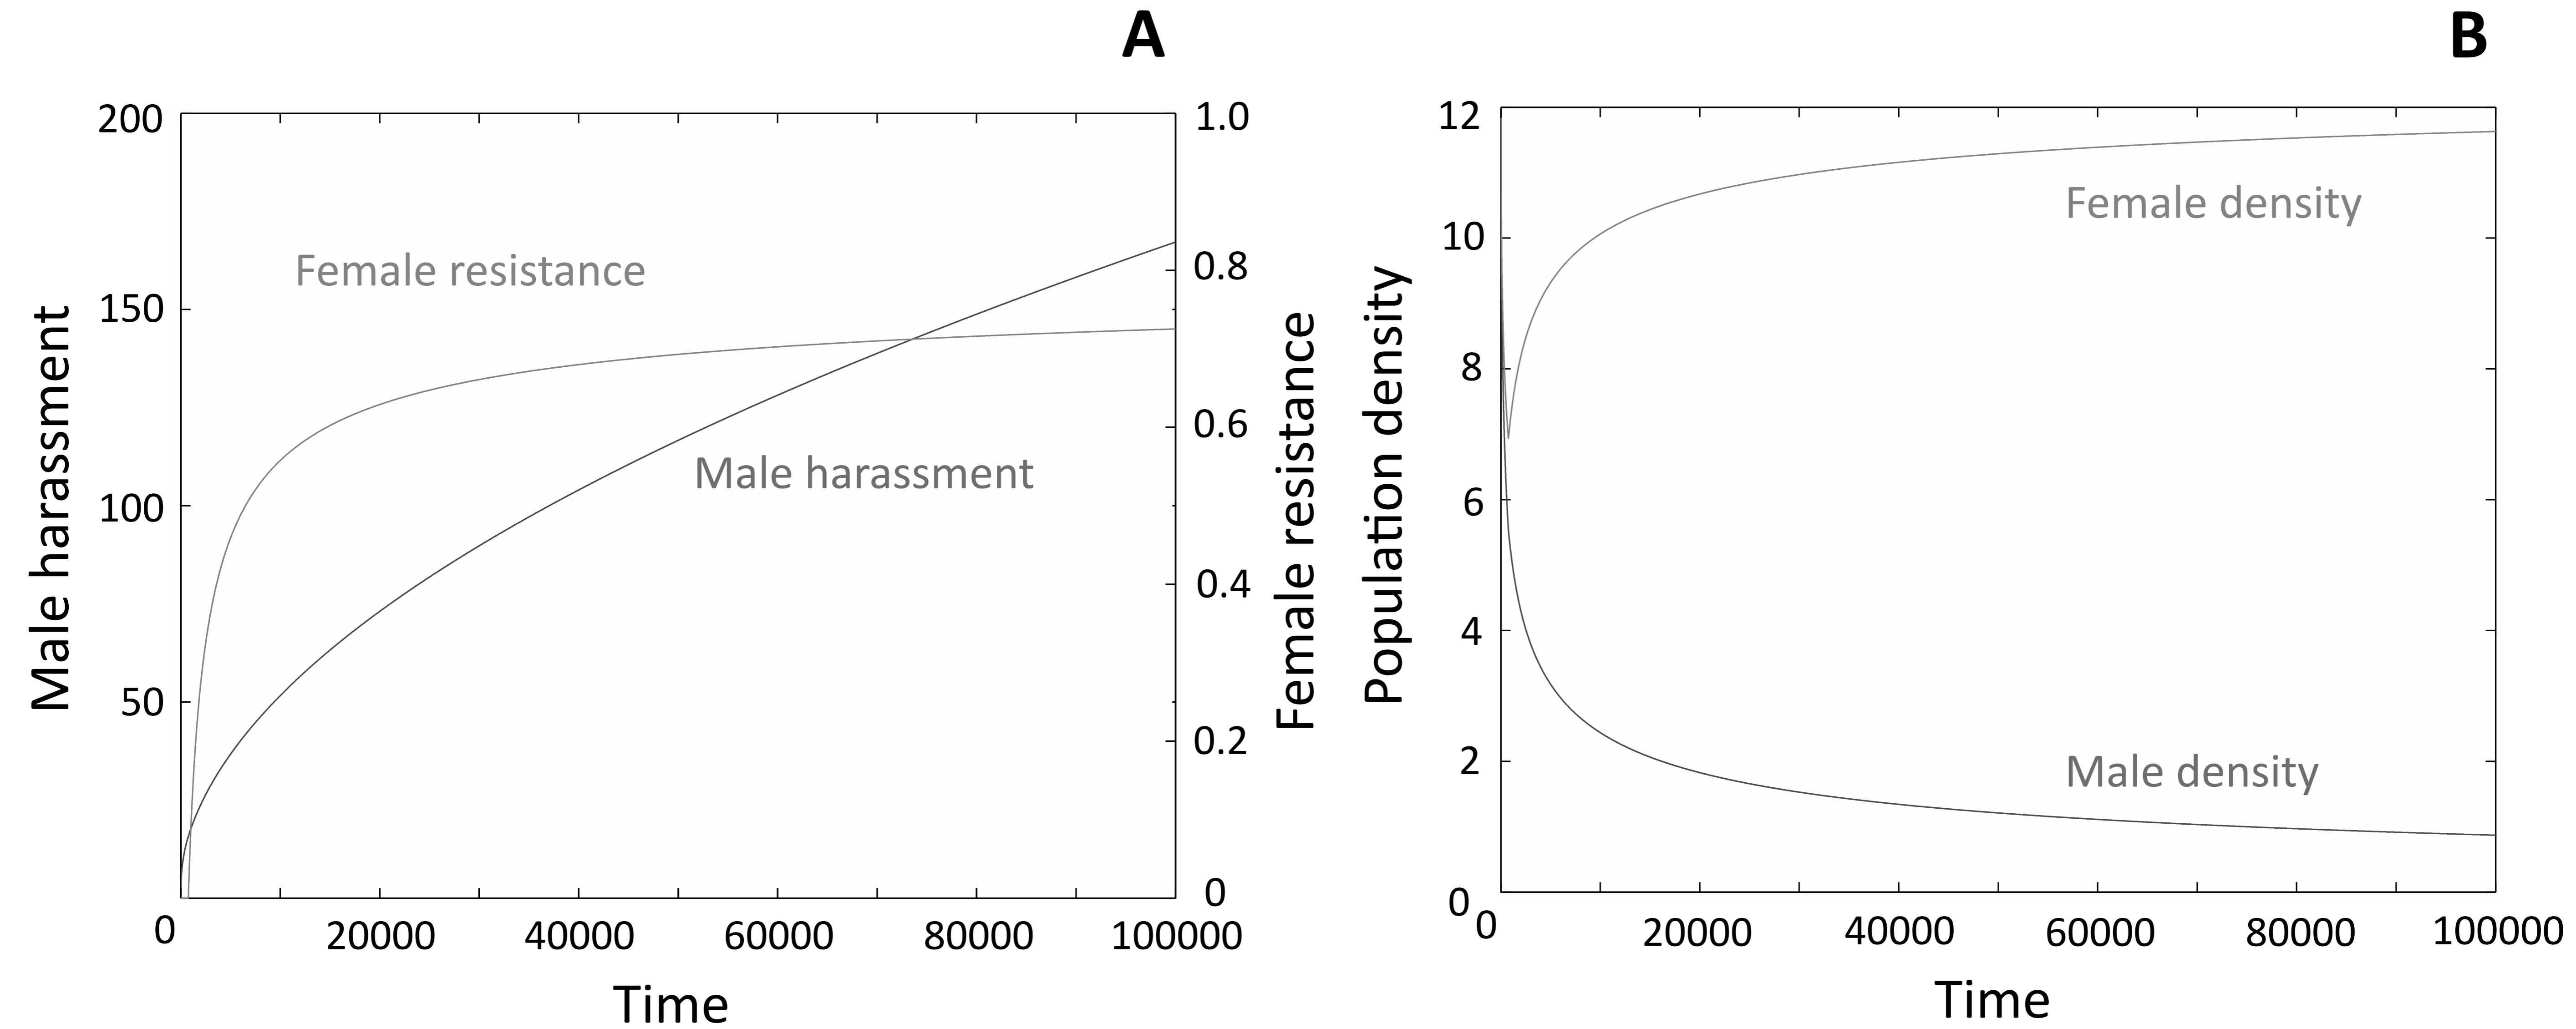 A
200
150
100
50
0
20000
40000
60000
80000
100000
1.0
0.8
0.6
0.4
0.2
0
Male harassment
Female resistance
Female resistance
Male harassment
Time
B
12
10
8
6
4
2
0
0
20000
40000
60000
80000
100000
Population density
Female density
Male density
Time